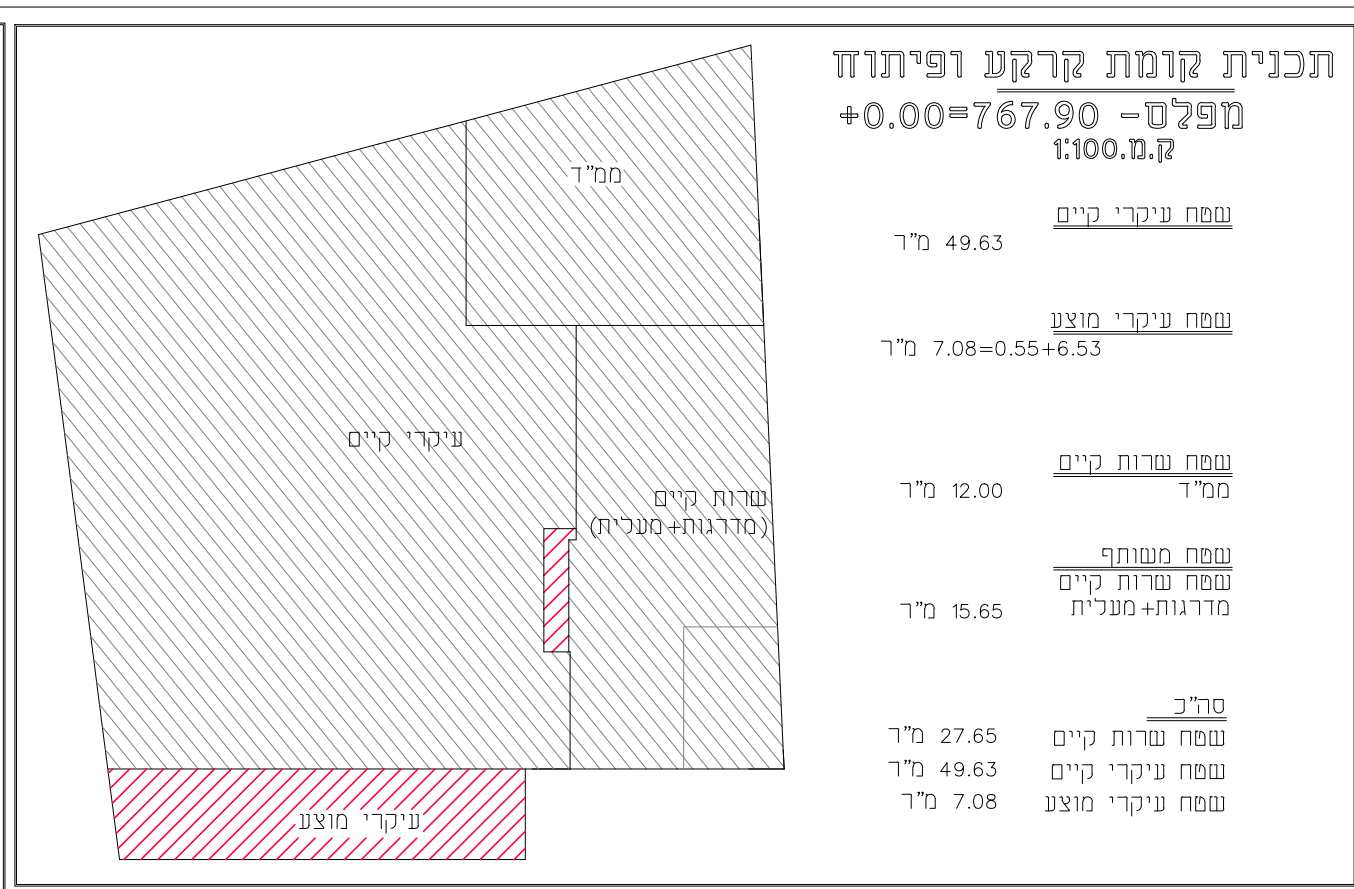 תכנית קומת קרקע ופיתוח
מפלס- 767.90=0.00+
ק.מ.1:100
שטח עיקרי קיים
49.63 מ"ר
שטח עיקרי מוצע
7.08=0.55+6.53 מ"ר
שטח שרות קיים
ממ"ד 12.00 מ"ר
שטח משותף
שטח שרות קיים
מדרגות+מעלית 15.65 מ"ר
סה"כ
שטח שרות קיים 27.65 מ"ר
שטח עיקרי קיים 49.63 מ"ר
שטח עיקרי מוצע 7.08 מ"ר
ממ"ד
עיקרי קיים
שרות קיים
(מדרגות+מעלית)
עיקרי מוצע